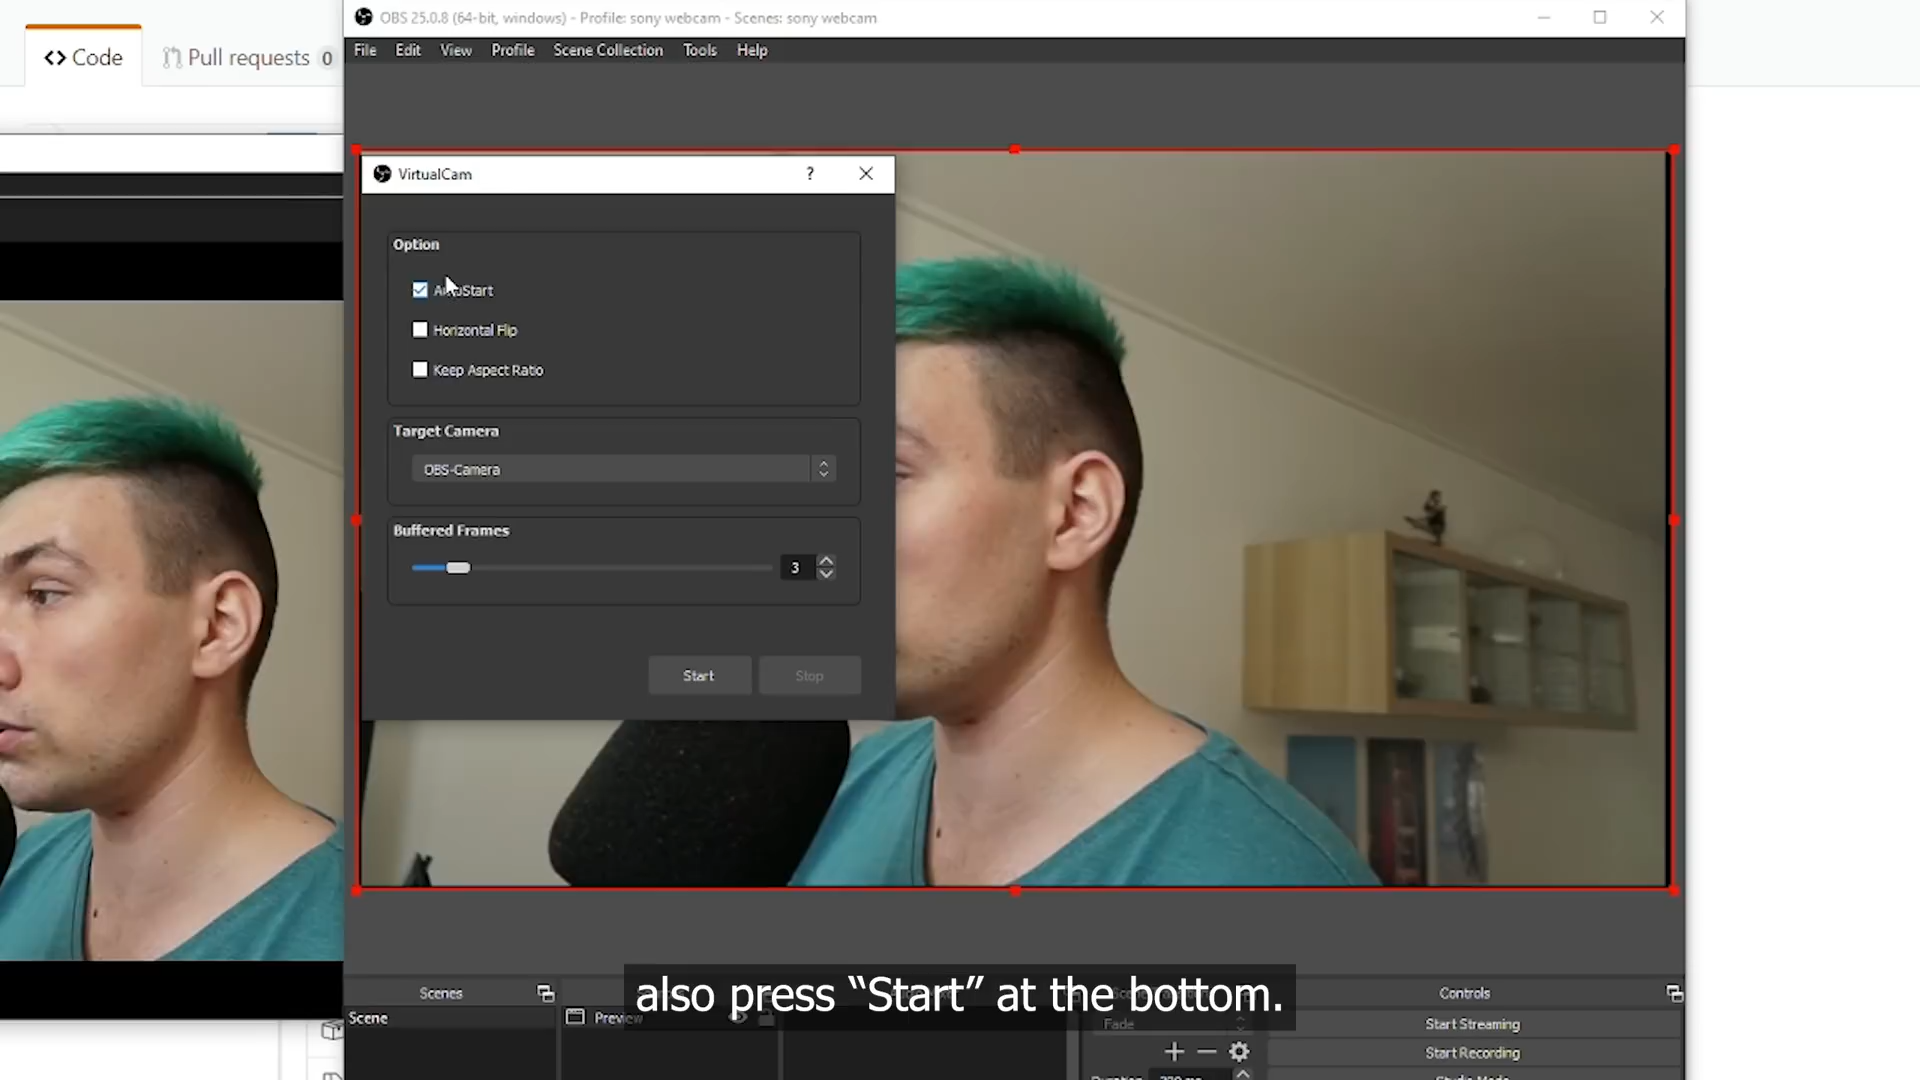 Code
Pull requests 0
OBS 25.0.8 (64-bit, windows) - Profile: sony webcam - Scenes: sony webcam
File Edit View Profile Scene Collection Tools Help
VirtualCam ?
Option
AutoStart
Horizontal Flip
Keep Aspect Ratio
Target Camera
OBS-Camera
Buffered Frames
3
Start Stop
also press “Start” at the bottom.
Scenes
Controls
Scene
Preview
Fade
Start Streaming
Start Recording